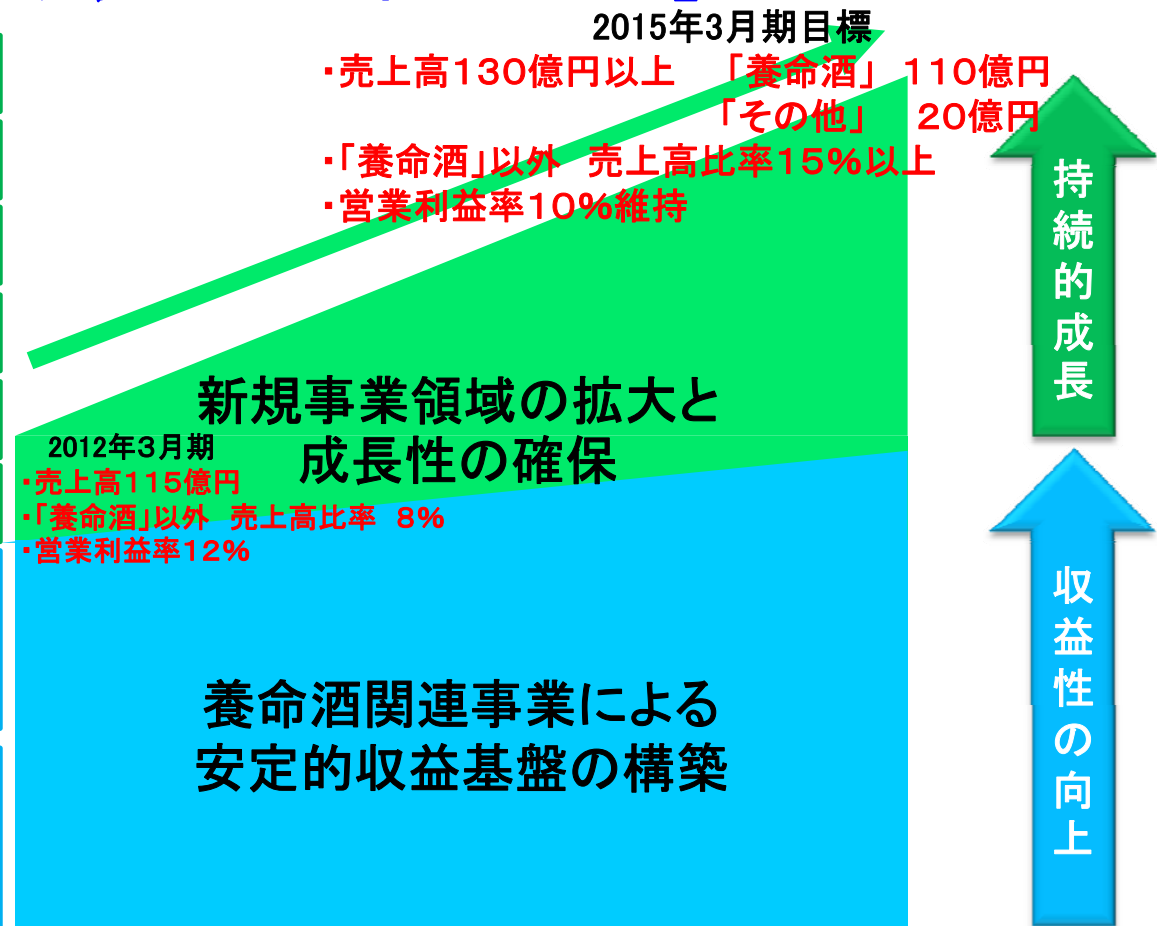 2015年3月期目標
・売上高130億円以上 「養命酒」 110億円
「その他」 20億円
・「養命酒」以外 売上高比率15%以上
・営業利益率10%維持
持続的成長
新規事業領域の拡大と
成長性の確保
2012年3月期
・売上高115億円
・「養命酒」以外 売上高比率 8%
・営業利益率12%
収益性の向上
養命酒関連事業による
安定的収益基盤の構築